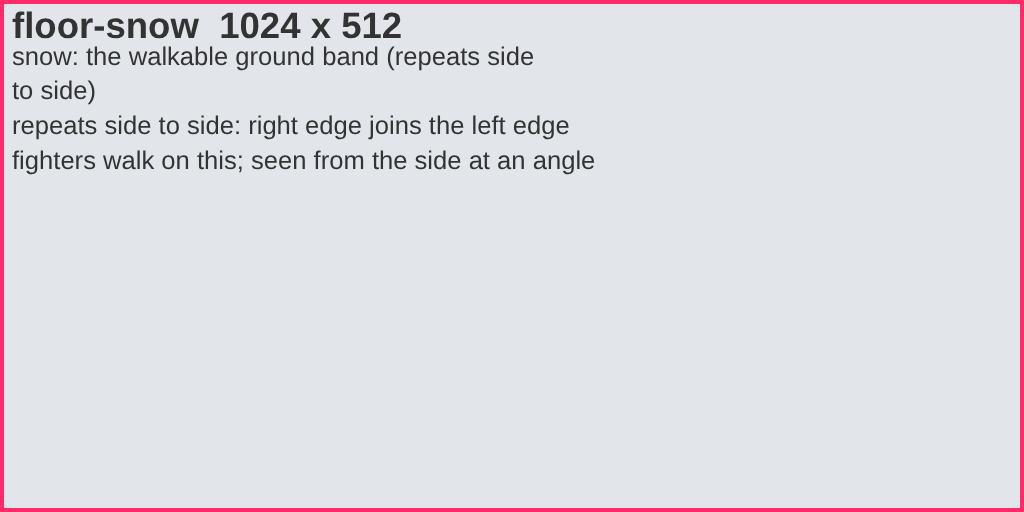 floor-snow  1024 x 512
snow: the walkable ground band (repeats side
to side)
repeats side to side: right edge joins the left edge
fighters walk on this; seen from the side at an angle